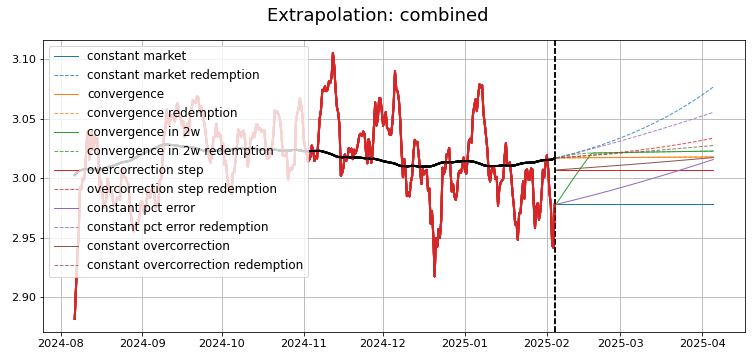 Extrapolation: combined
3.10
3.05
3.00
2.95
2.90
constant market
constant market redemption
convergence
convergence redemption
convergence in 2w
convergence in 2w redemption
overcorrection step
overcorrection step redemption
constant pct error
constant pct error redemption
constant overcorrection
constant overcorrection redemption
2024-08 2024-09 2024-10 2024-11 2024-12 2025-01 2025-02 2025-03 2025-04